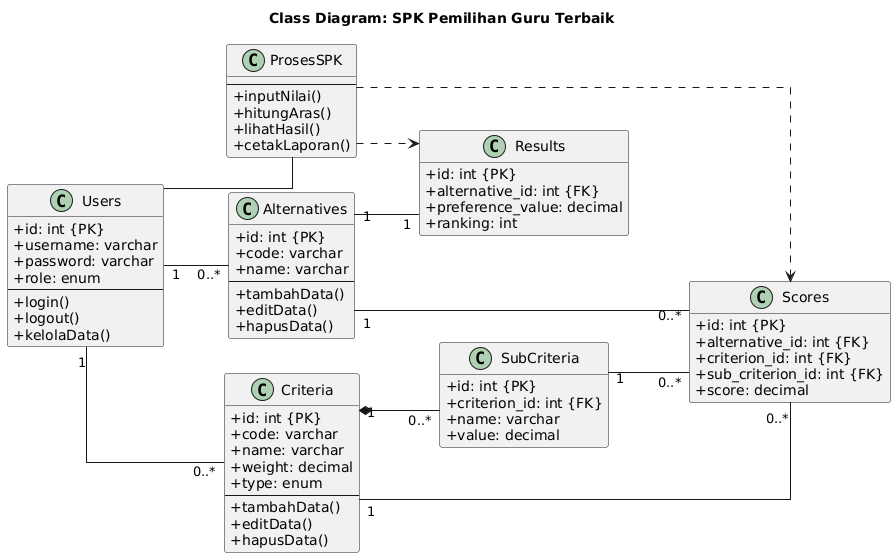 Class Diagram: SPK Pemilihan Guru Terbaik
C ProsesSPK
+inputNilai()
+hitungAras()
+lihatHasil()
+cetakLaporan()
C Results
+id: int {PK}
+alternative_id: int {FK}
+preference_value: decimal
+ranking: int
C Users
+id: int {PK}
+username: varchar
+password: varchar
+role: enum
+login()
+logout()
+kelolaData()
C Alternatives
+id: int {PK}
+code: varchar
+name: varchar
+tambahData()
+editData()
+hapusData()
1
1
1
0..*
1
0..*
C Scores
+id: int {PK}
+alternative_id: int {FK}
+criterion_id: int {FK}
+sub_criterion_id: int {FK}
+score: decimal
C SubCriteria
+id: int {PK}
+criterion_id: int {FK}
+name: varchar
+value: decimal
1
0..*
C Criteria
+id: int {PK}
+code: varchar
+name: varchar
+weight: decimal
+type: enum
+tambahData()
+editData()
+hapusData()
1
0..*
1
0..*
1
0..*